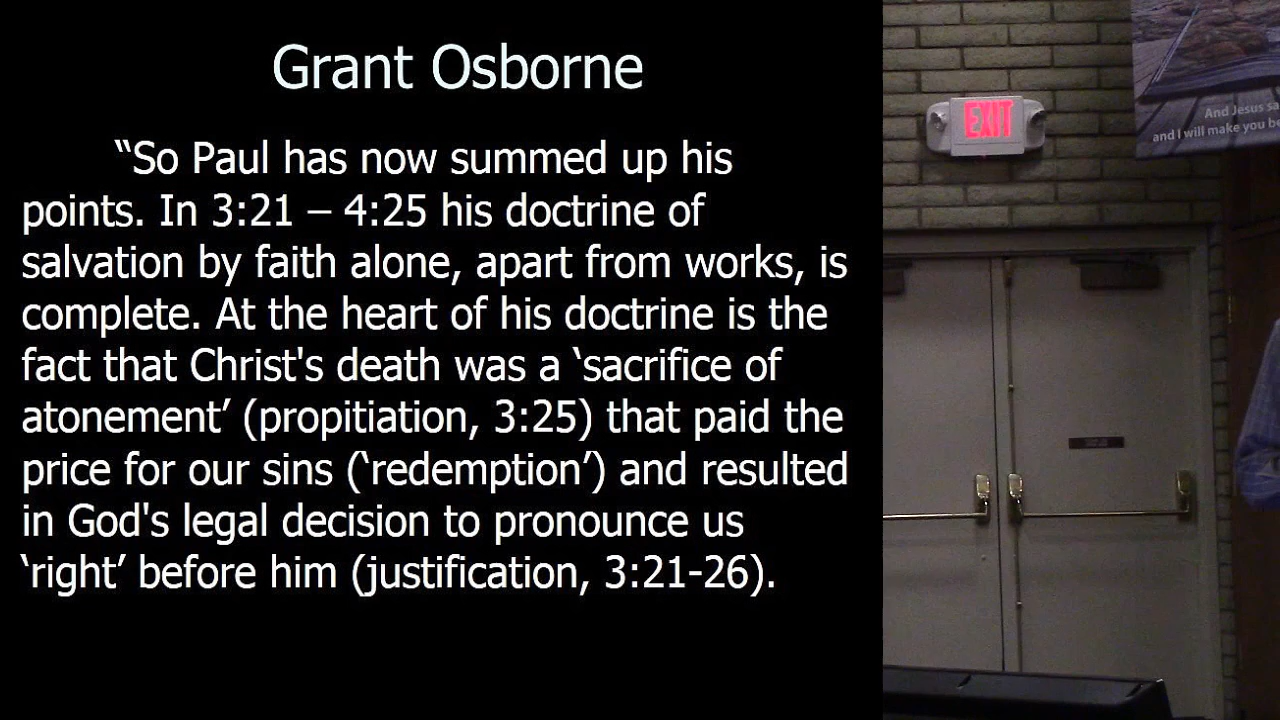 Grant Osborne
“So Paul has now summed up his
points. In 3:21 – 4:25 his doctrine of
salvation by faith alone, apart from works, is
complete. At the heart of his doctrine is the
fact that Christ's death was a ‘sacrifice of
atonement’ (propitiation, 3:25) that paid the
price for our sins (‘redemption’) and resulted
in God's legal decision to pronounce us
‘right’ before him (justification, 3:21-26).
EXIT
And Jesus
and I will make you